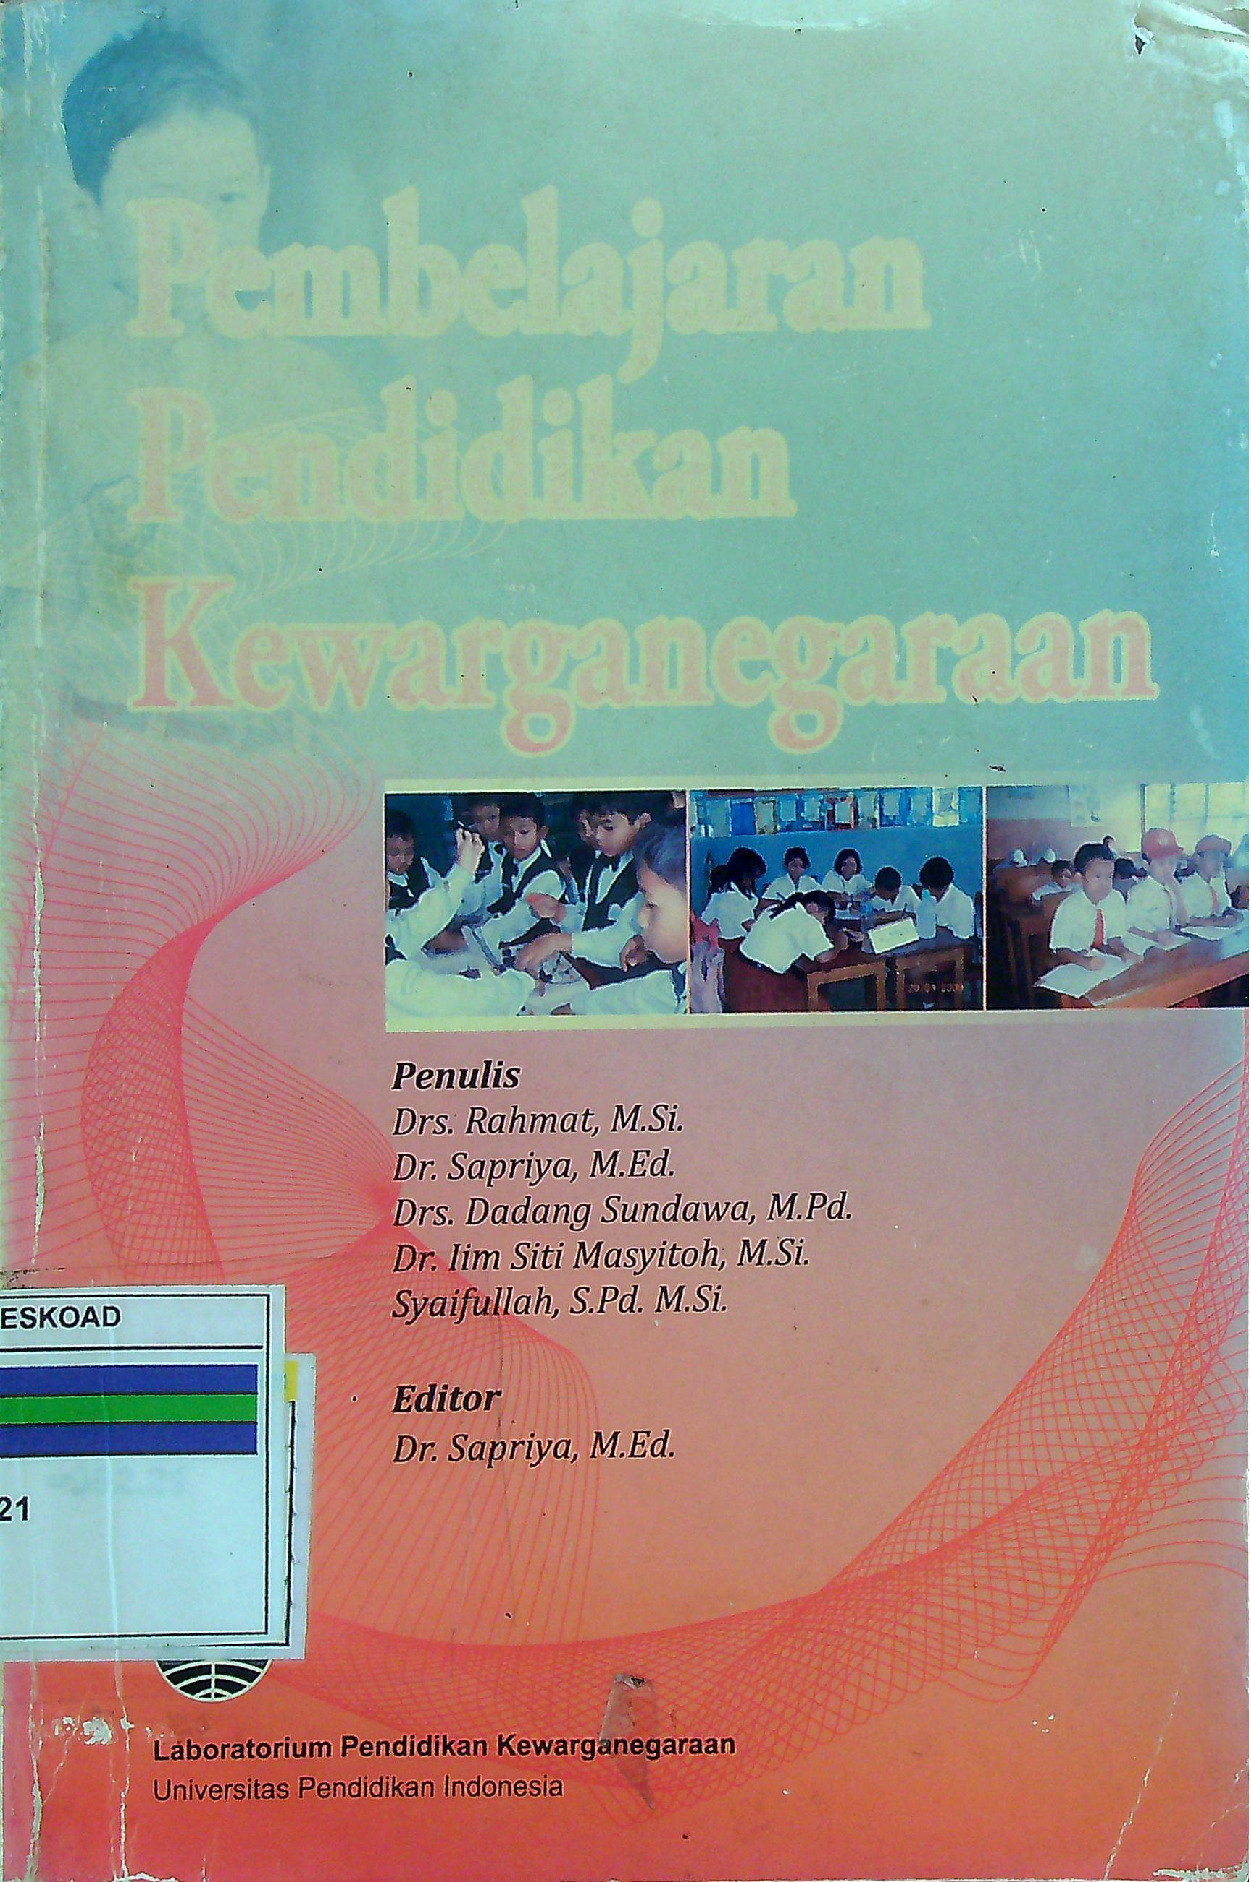 Pembelajaran
Pendidikan
Kewarganegaraan
Penulis
Drs. Rahmat, M.Si.
Dr. Sapriya, M.Ed.
Drs. Dadang Sundawa, M.Pd.
Dr. Iim Siti Masyitoh, M.Si.
Syaifullah, S.Pd. M.Si.
ESKOAD
Editor
Dr. Sapriya, M.Ed.
21
Laboratorium Pendidikan Kewarganegaraan
Universitas Pendidikan Indonesia